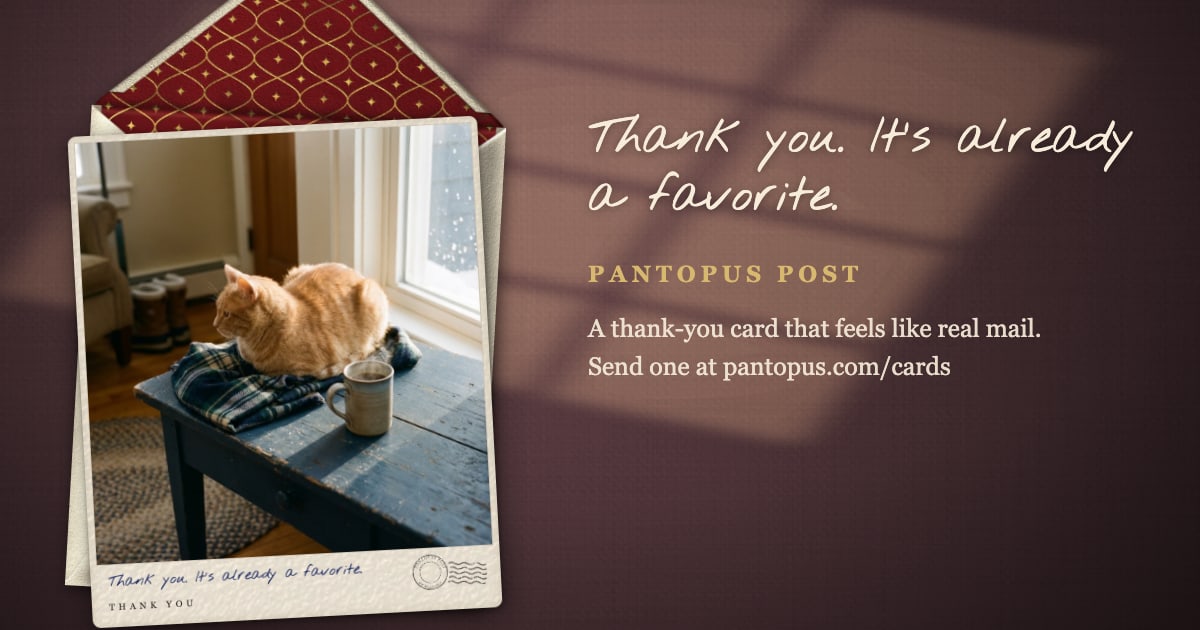 Thank you. It's already
a favorite.
PANTOPUS POST
A thank-you card that feels like real mail.
Send one at pantopus.com/cards
Thank you. It's already a favorite.
THANK YOU